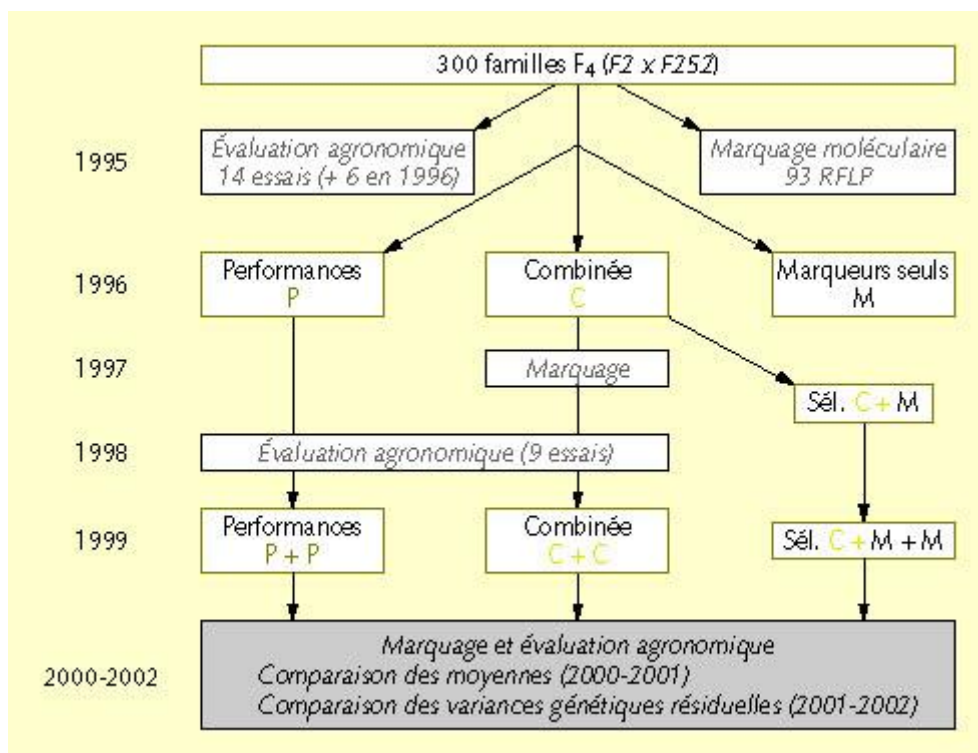 300 familles F4 (F2 x F252)
1995
Évaluation agronomique
14 essais (+ 6 en 1996)
Marquage moléculaire
93 RFLP
1996
Performances
P
Combinée
C
Marqueurs seuls
M
1997
Marquage
Sél. C + M
1998
Évaluation agronomique (9 essais)
1999
Performances
P + P
Combinée
C + C
Sél. C + M + M
2000-2002
Marquage et évaluation agronomique
Comparaison des moyennes (2000-2001)
Comparaison des variances génétiques résiduelles (2001-2002)